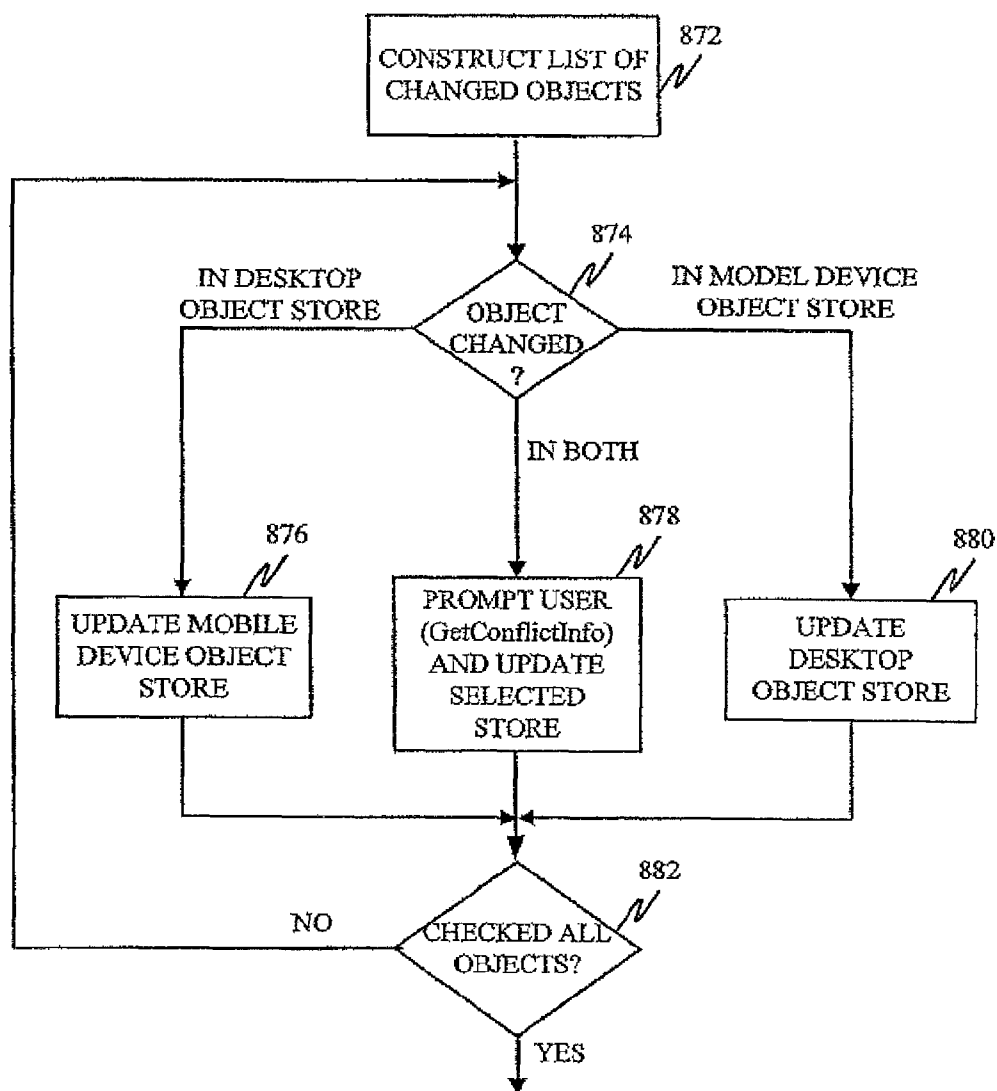 872
CONSTRUCT LIST OF
CHANGED OBJECTS
874
IN DESKTOP
OBJECT STORE
OBJECT
CHANGED
?
IN MODEL DEVICE
OBJECT STORE
IN BOTH
876
UPDATE MOBILE
DEVICE OBJECT
STORE
878
PROMPT USER
(GetConflictInfo)
AND UPDATE
SELECTED
STORE
880
UPDATE
DESKTOP
OBJECT STORE
882
NO
CHECKED ALL
OBJECTS?
YES